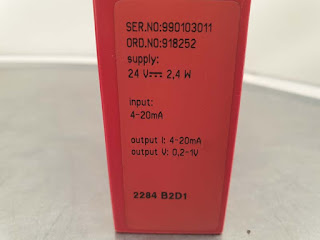 SER.NO:990103011
ORD.NO:918252
supply:
24 V⎓ 2,4 W
input:
4-20mA
output I: 4-20mA
output V: 0,2-1V
2284 B2D1